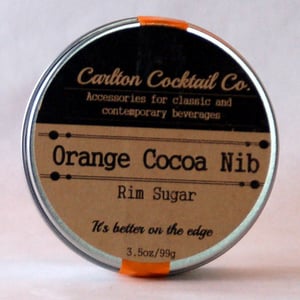 Carlton Cocktail Co.
Accessories for classic and
contemporary beverages
Orange Cocoa Nib
Rim Sugar
It's better on the edge
3.5oz/99g